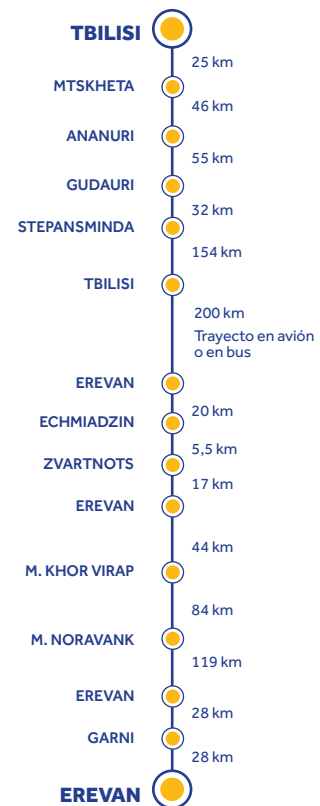 TBILISI
25 km
MTSKHETA
46 km
ANANURI
55 km
GUDAURI
32 km
STEPANSMINDA
154 km
TBILISI
200 km
Trayecto en avión
o en bus
EREVAN
20 km
ECHMIADZIN
5,5 km
ZVARTNOTS
17 km
EREVAN
44 km
M. KHOR VIRAP
84 km
M. NORAVANK
119 km
EREVAN
28 km
GARNI
28 km
EREVAN